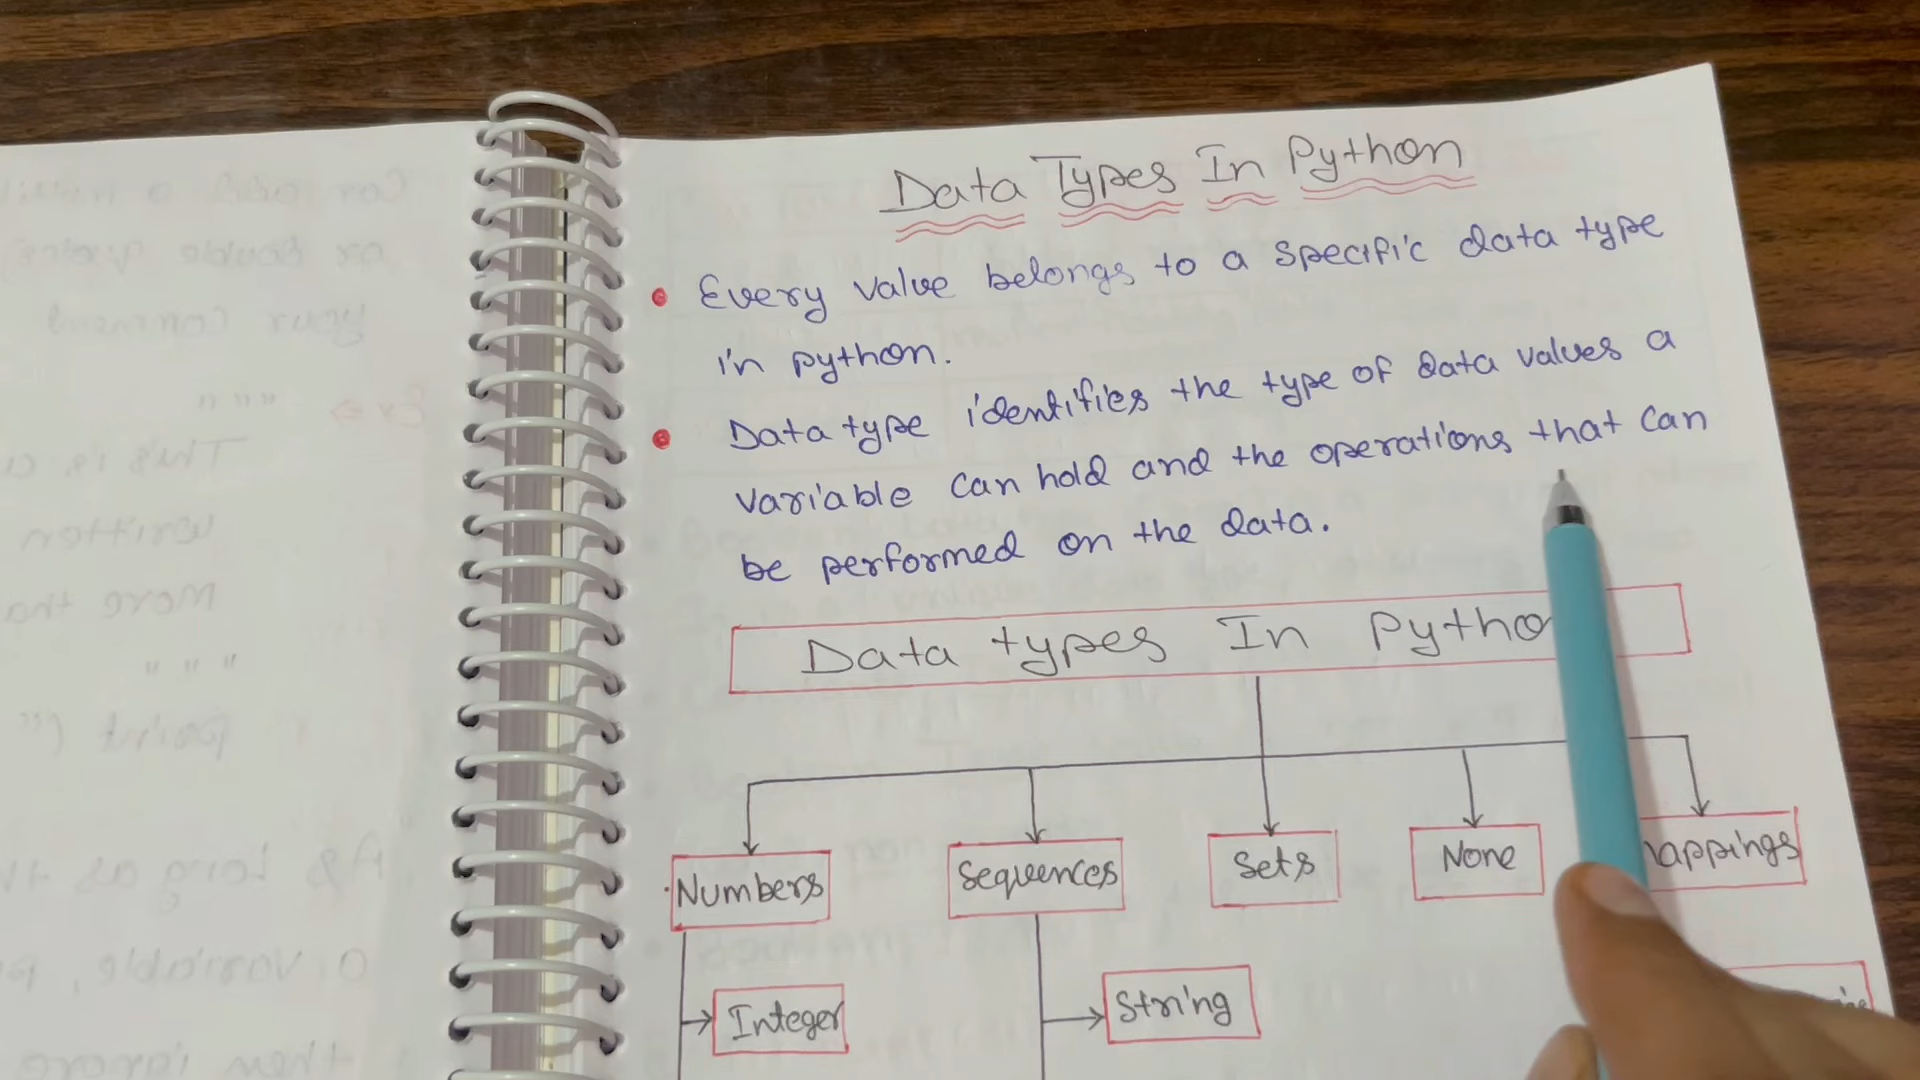 Data Types In Python
Every value belongs to a specific data type
in python.
Data type identifies the type of data values a
variable can hold and the operations that can
be performed on the data.
Data types In Pytho
Numbers
Sequences
Sets
None
appings
Integer
String